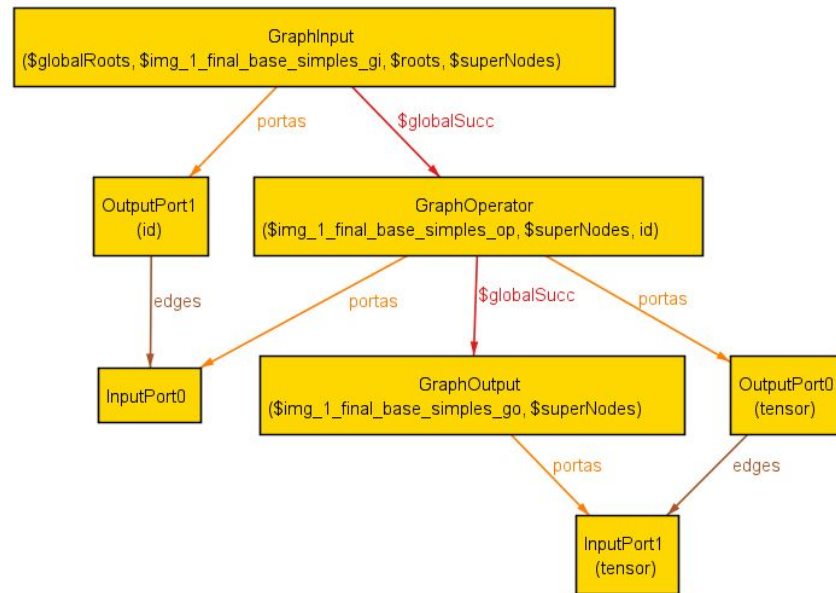 GraphInput
($globalRoots, $img_1_final_base_simples_gi, $roots, $superNodes)
portas
$globalSucc
OutputPort1
(id)
GraphOperator
($img_1_final_base_simples_op, $superNodes, id)
edges
portas
$globalSucc
portas
InputPort0
GraphOutput
($img_1_final_base_simples_go, $superNodes)
OutputPort0
(tensor)
portas
edges
InputPort1
(tensor)